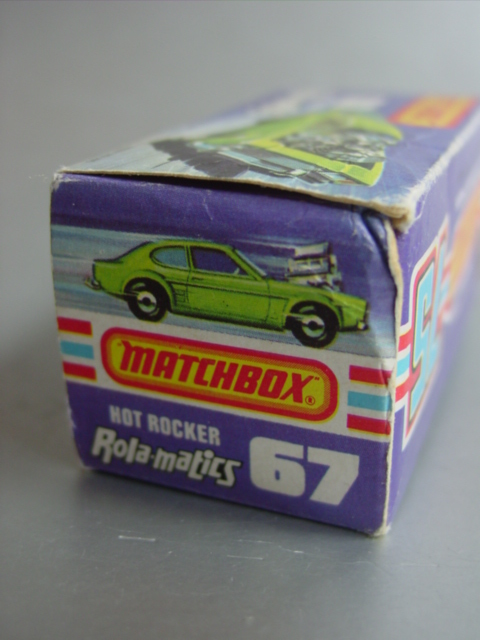 "MATCHBOX"®
HOT ROCKER
Rola-matics 67
S